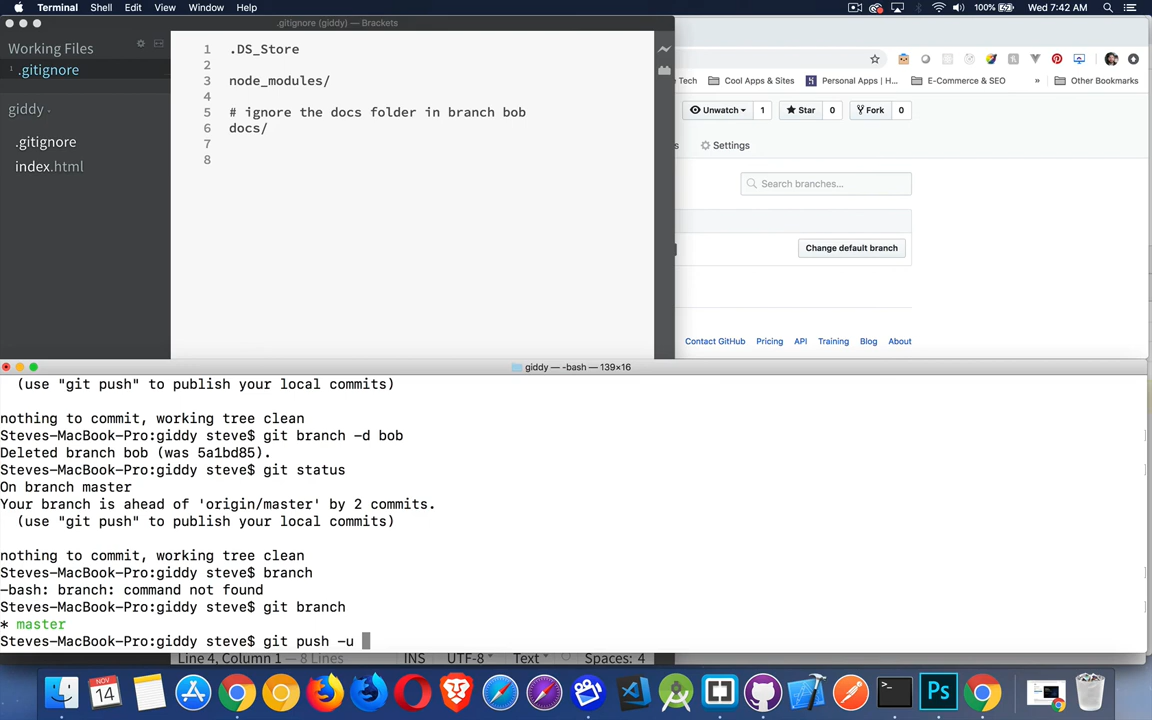 Terminal Shell Edit View Window Help 100% Wed 7:42 AM
.gitignore (giddy) — Brackets
Working Files
.gitignore
giddy
.gitignore
index.html
1 .DS_Store
2
3 node_modules/
4
5 # ignore the docs folder in branch bob
6 docs/
7
8
Tech Cool Apps & Sites Personal Apps | H... E-Commerce & SEO » Other Bookmarks
Unwatch 1 Star 0 Fork 0
s Settings
Search branches...
Change default branch
Contact GitHub Pricing API Training Blog About
giddy — -bash — 139×16
(use "git push" to publish your local commits)
nothing to commit, working tree clean
Steves-MacBook-Pro:giddy steve$ git branch -d bob
Deleted branch bob (was 5a1bd85).
Steves-MacBook-Pro:giddy steve$ git status
On branch master
Your branch is ahead of 'origin/master' by 2 commits.
(use "git push" to publish your local commits)
nothing to commit, working tree clean
Steves-MacBook-Pro:giddy steve$ branch
-bash: branch: command not found
Steves-MacBook-Pro:giddy steve$ git branch
* master
Steves-MacBook-Pro:giddy steve$ git push -u
Line 4, Column 1 — 8 Lines INS UTF-8 Text Spaces: 4
NOV
14
Ps